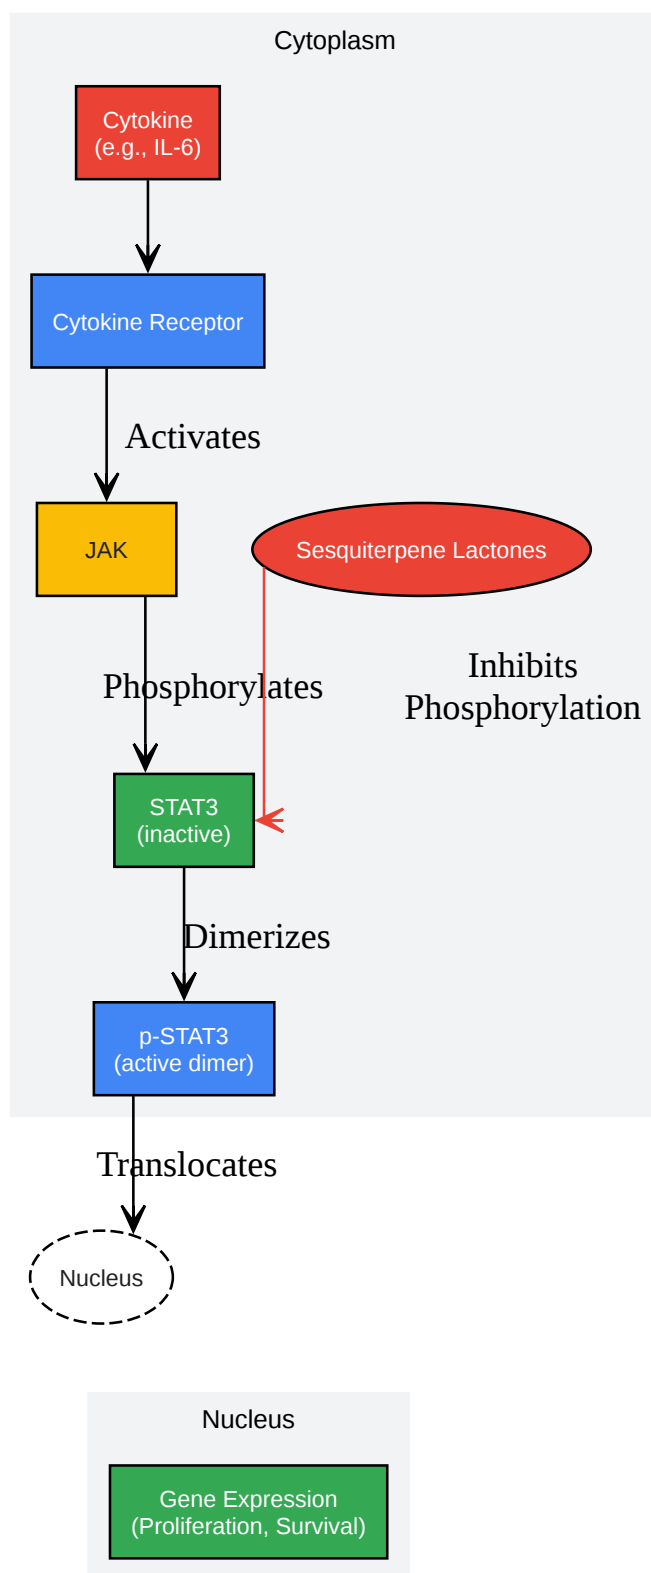 Cytoplasm
Cytokine
(e.g., IL-6)
Cytokine Receptor
Activates
JAK
Sesquiterpene Lactones
Phosphorylates
Inhibits
Phosphorylation
STAT3
(inactive)
Dimerizes
p-STAT3
(active dimer)
Translocates
Nucleus
Nucleus
Gene Expression
(Proliferation, Survival)